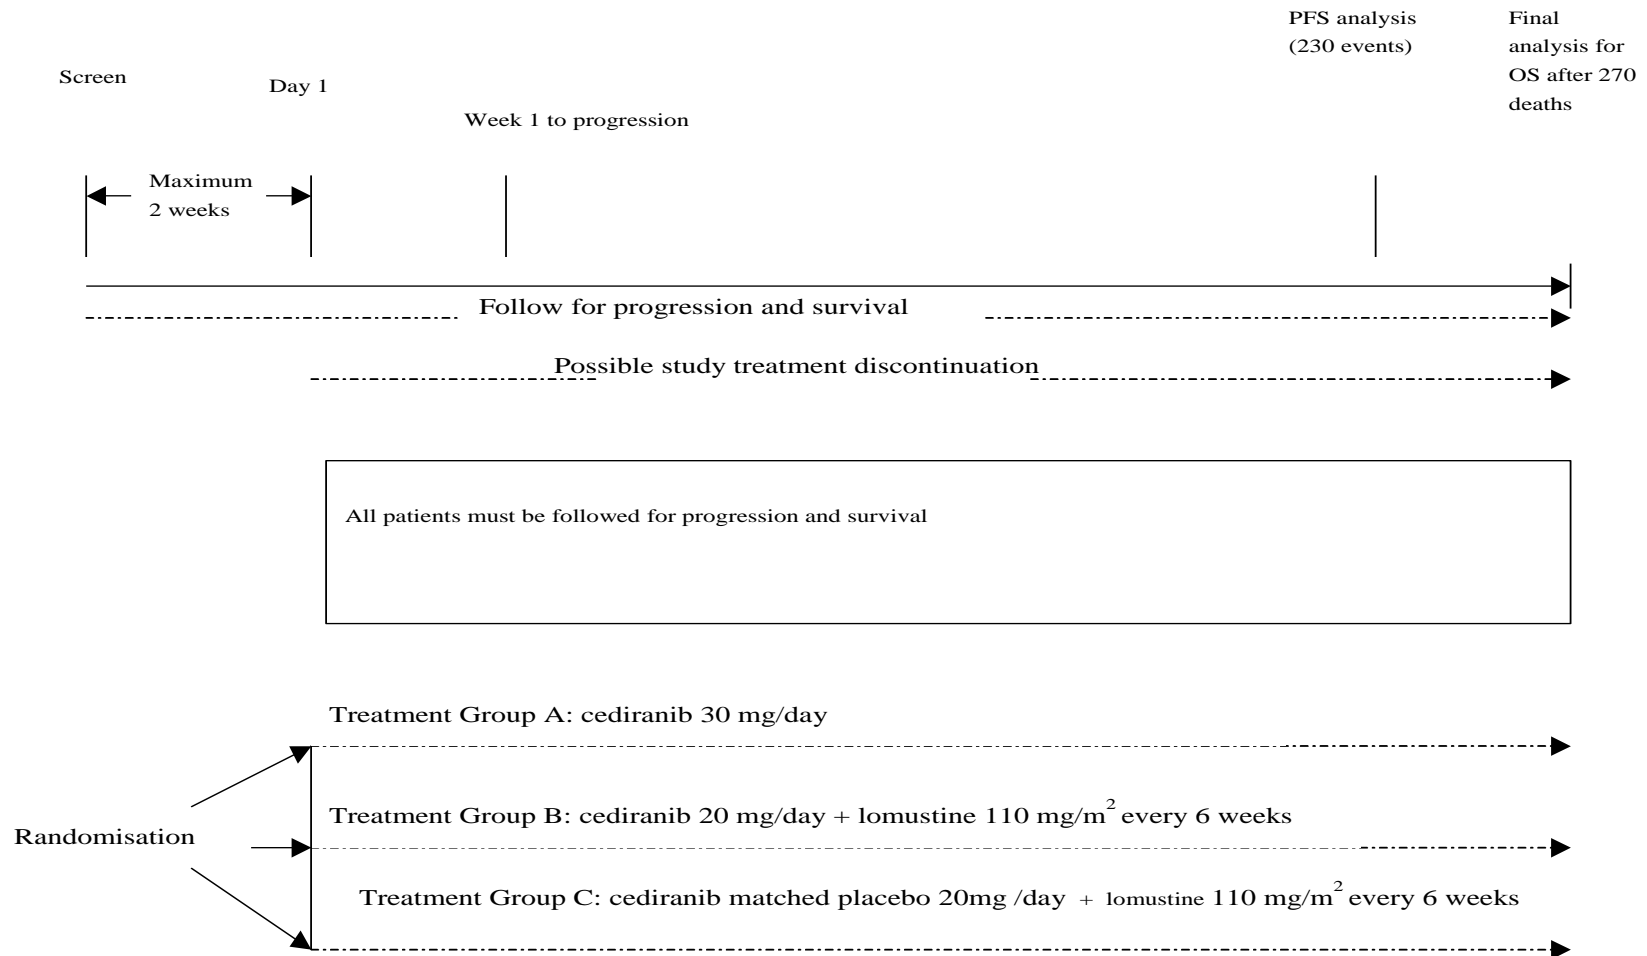 PFS analysis
(230 events)
Final
analysis for
OS after 270
deaths
Screen
Day 1
Week 1 to progression
Maximum
2 weeks
Follow for progression and survival
Possible study treatment discontinuation
All patients must be followed for progression and survival
Treatment Group A: cediranib 30 mg/day
Treatment Group B: cediranib 20 mg/day + lomustine 110 mg/m² every 6 weeks
Randomisation
Treatment Group C: cediranib matched placebo 20mg /day + lomustine 110 mg/m² every 6 weeks